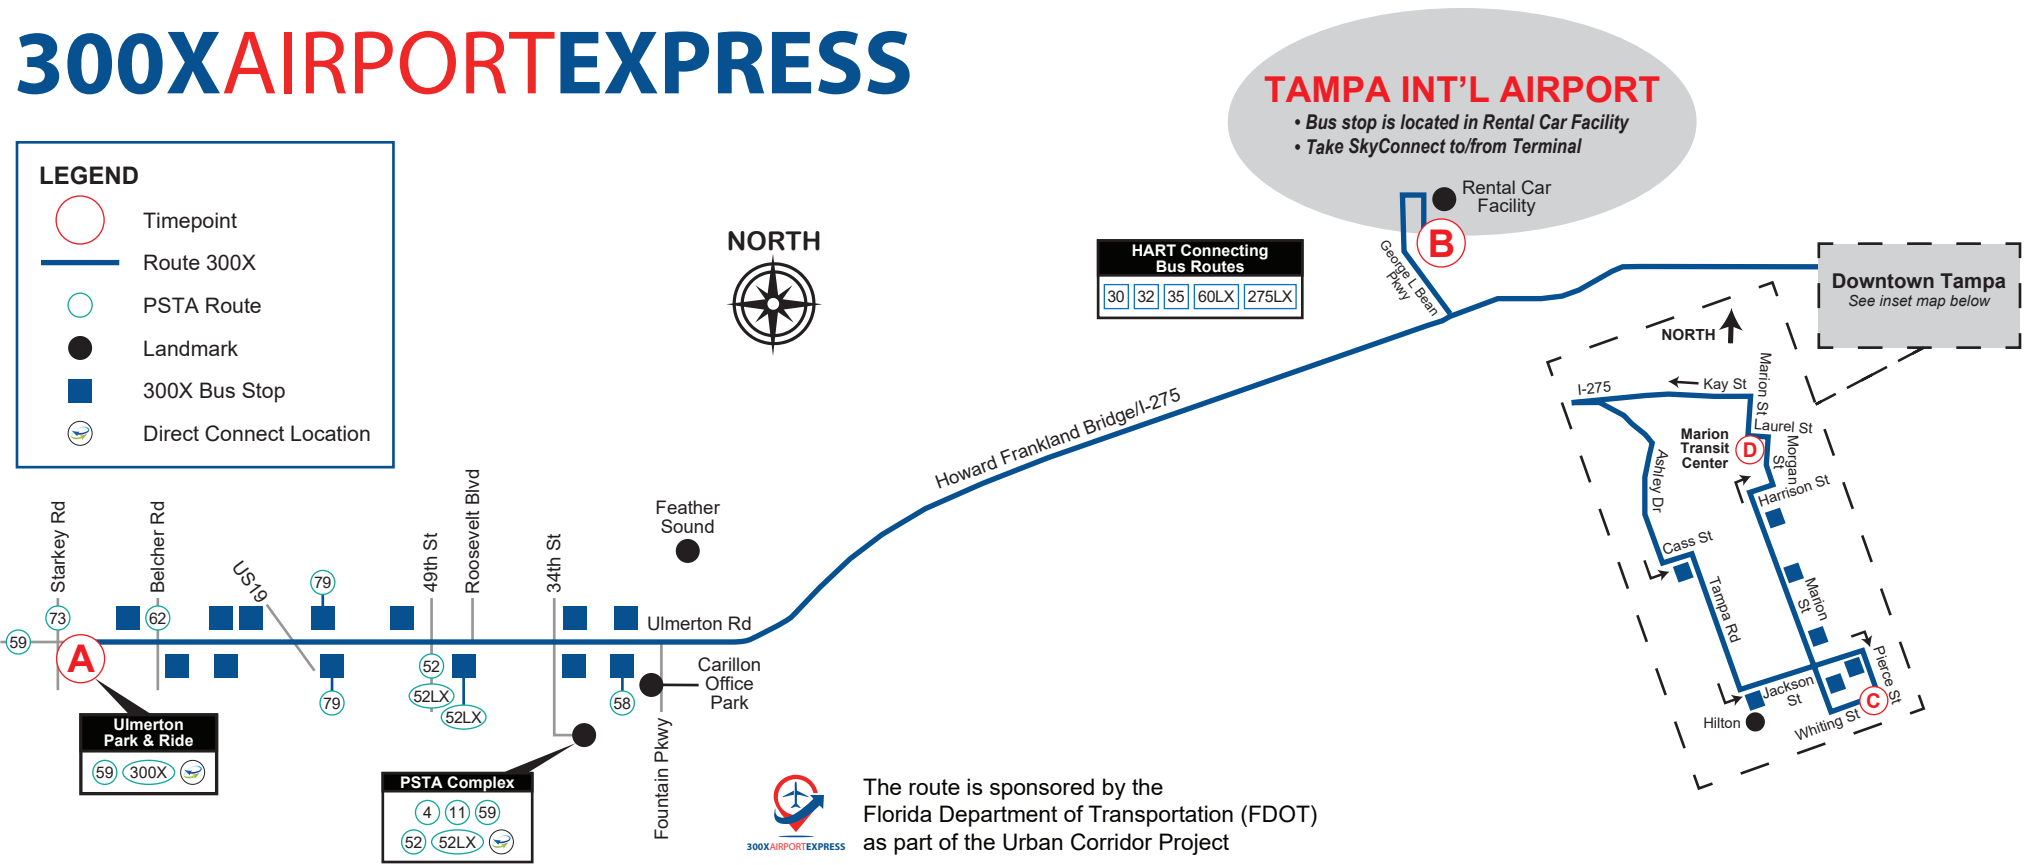 300XAIRPORTEXPRESS
LEGEND
Timepoint
Route 300X
PSTA Route
Landmark
300X Bus Stop
Direct Connect Location
NORTH
TAMPA INT'L AIRPORT
• Bus stop is located in Rental Car Facility
• Take SkyConnect to/from Terminal
Rental Car
Facility
B
George L Bean
Pkwy
HART Connecting
Bus Routes
30 32 35 60LX 275LX
Downtown Tampa
See inset map below
NORTH
I-275
Kay St
Marion St
Laurel St
Marion
Transit
Center
D
Morgan
St
Harrison St
Ashley Dr
Cass St
Tampa Rd
Marion
St
Pierce St
Jackson
St
C
Whiting St
Hilton
Howard Frankland Bridge/I-275
Feather
Sound
Starkey Rd
Belcher Rd
US19
49th St
Roosevelt Blvd
34th St
Ulmerton Rd
59
73
62
79
A
79
52
52LX
52LX
58
Carillon
Office
Park
Fountain Pkwy
Ulmerton
Park & Ride
59 300X
PSTA Complex
4 11 59
52 52LX
300XAIRPORTEXPRESS
The route is sponsored by the
Florida Department of Transportation (FDOT)
as part of the Urban Corridor Project